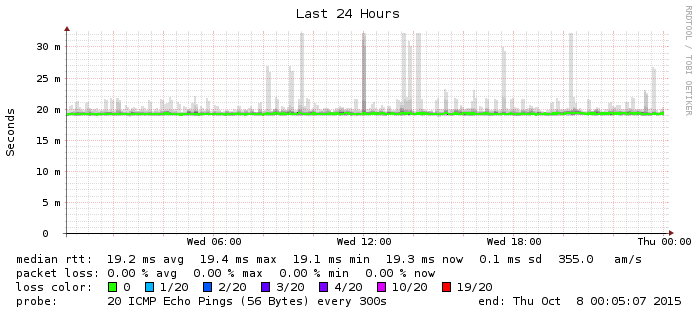 Last 24 Hours
RRDTOOL / TOBI OETIKER
Seconds
30 m
25 m
20 m
15 m
10 m
5 m
0
Wed 06:00 Wed 12:00 Wed 18:00 Thu 00:00
median rtt: 19.2 ms avg 19.4 ms max 19.1 ms min 19.3 ms now 0.1 ms sd 355.0 am/s
packet loss: 0.00 % avg 0.00 % max 0.00 % min 0.00 % now
loss color: 0 1/20 2/20 3/20 4/20 10/20 19/20
probe: 20 ICMP Echo Pings (56 Bytes) every 300s end: Thu Oct 8 00:05:07 2015